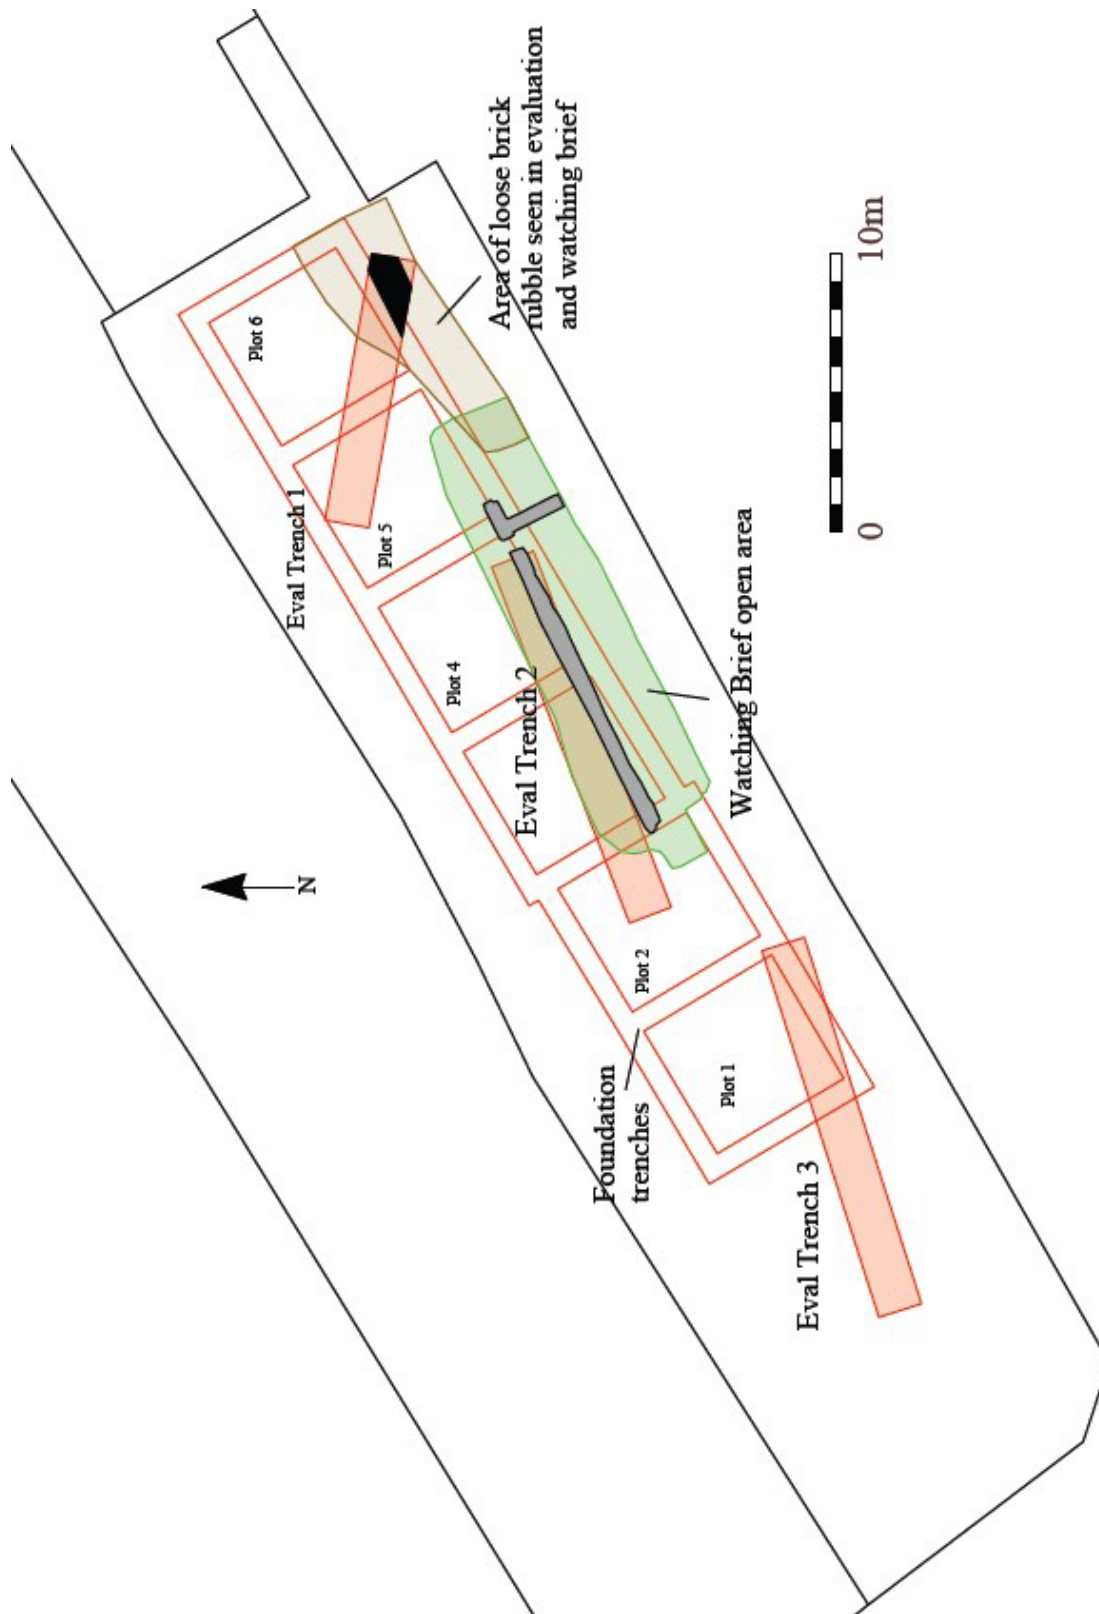 Area of loose brick
rubble seen in evaluation
and watching brief
Plot 6
Eval Trench 1
Plot 5
Plot 4
Eval Trench 2
Watching Brief open area
Plot 2
Foundation
trenches
Plot 1
Eval Trench 3
N
0
10m